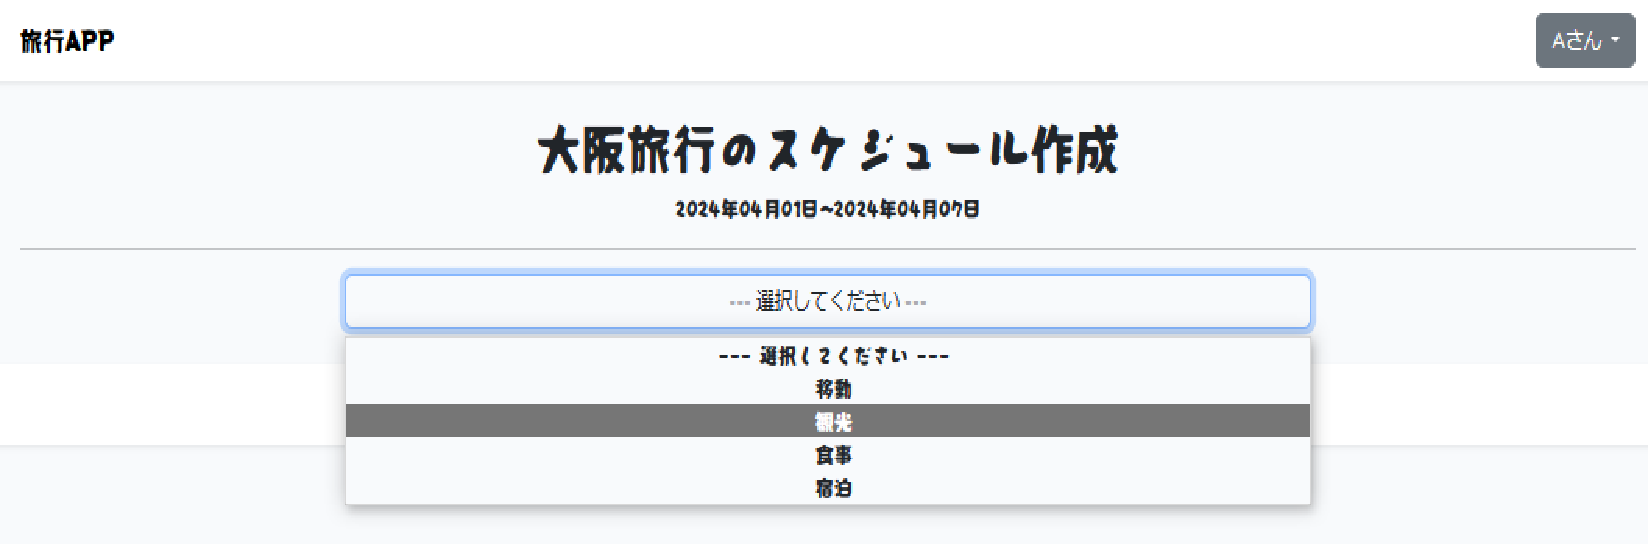 旅行APP
Aさん
大阪旅行のスケジュール作成
2024年04月01日~2024年04月07日
--- 選択してください ---
--- 選択してください ---
移動
観光
食事
宿泊